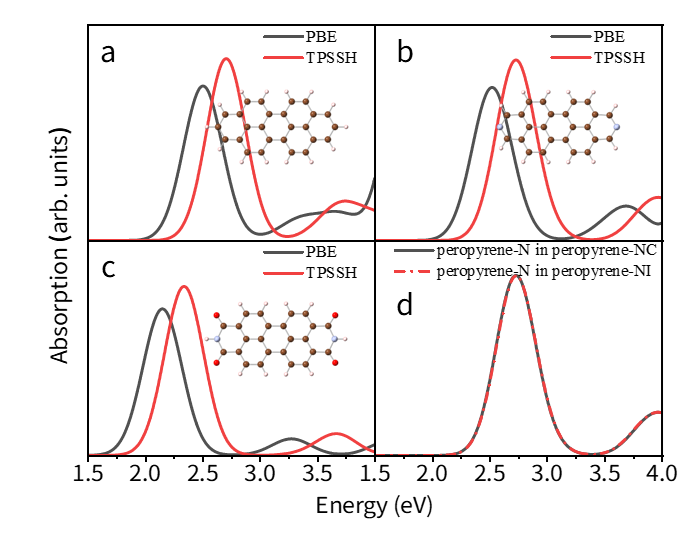 a
PBE
TPSSH
b
PBE
TPSSH
c
PBE
TPSSH
peropyrene-N in peropyrene-NC
peropyrene-N in peropyrene-NI
d
Absorption (arb. units)
1.5 2.0 2.5 3.0 3.5 1.5 2.0 2.5 3.0 3.5 4.0
Energy (eV)